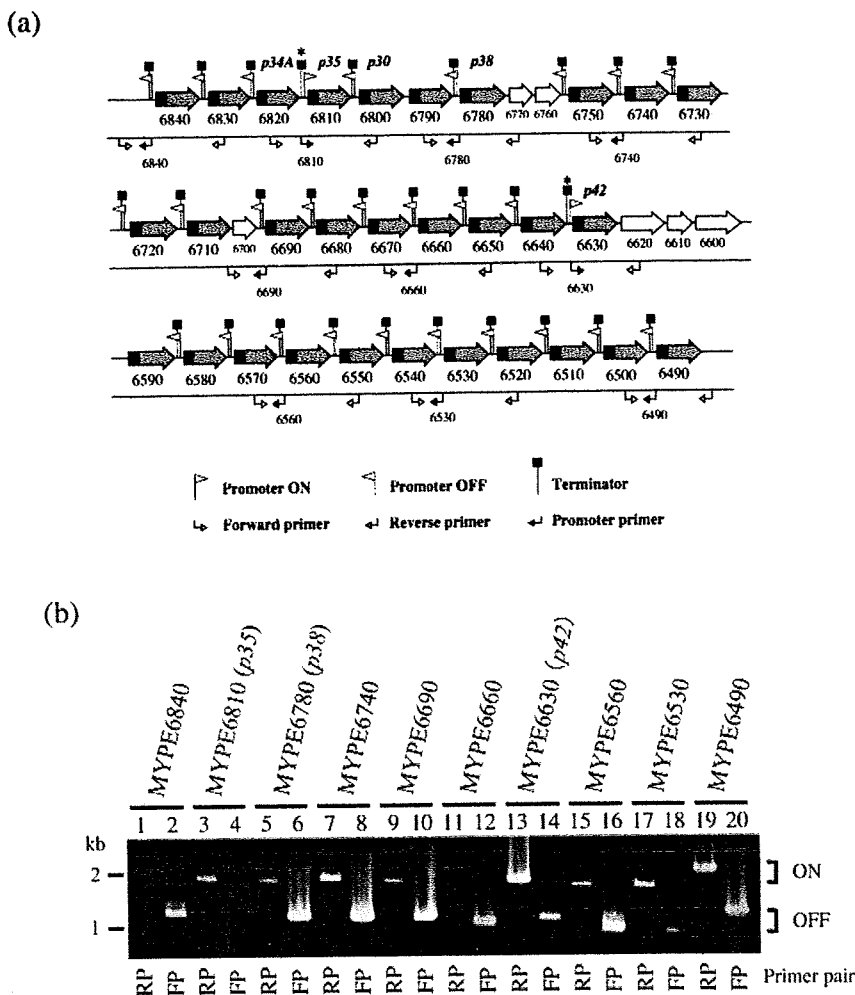 (a)
p34A * p35 p30 p38
6840 6830 6820 6810 6800 6790 6780 6770 6760 6750 6740 6730
6840 6810 6780 6740
* p42
6720 6710 6700 6690 6680 6670 6660 6650 6640 6630 6620 6610 6600
6690 6660 6630
6590 6580 6570 6560 6550 6540 6530 6520 6510 6500 6490
6560 6530 6490
Promoter ON Promoter OFF Terminator
Forward primer Reverse primer Promoter primer
(b)
MYPE6840 MYPE6810 (p35) MYPE6780 (p38) MYPE6740 MYPE6690 MYPE6660 MYPE6630 (p42) MYPE6560 MYPE6530 MYPE6490
1 2 3 4 5 6 7 8 9 10 11 12 13 14 15 16 17 18 19 20
kb
2 ON
1 OFF
RP FP RP FP RP FP RP FP RP FP RP FP RP FP RP FP RP FP RP FP Primer pair